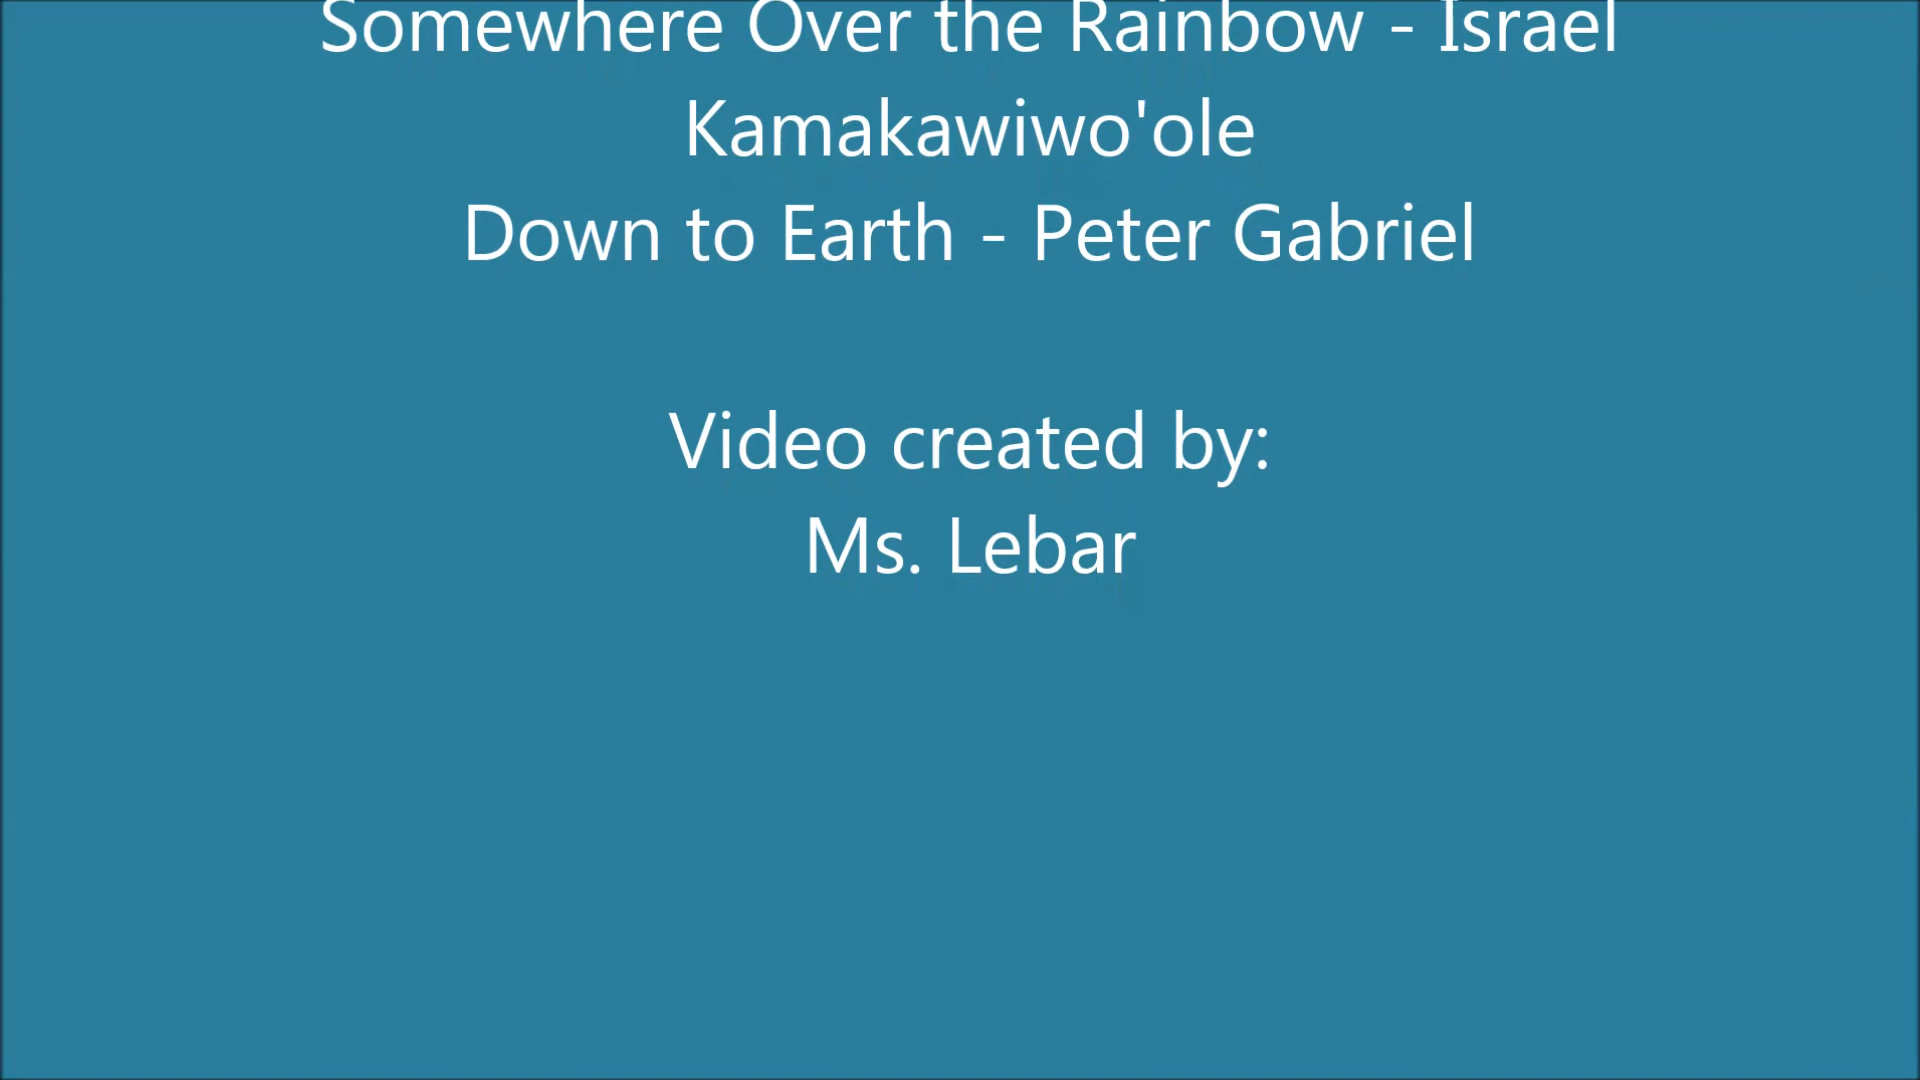 Somewhere Over the Rainbow - Israel
Kamakawiwo'ole
Down to Earth - Peter Gabriel
Video created by:
Ms. Lebar